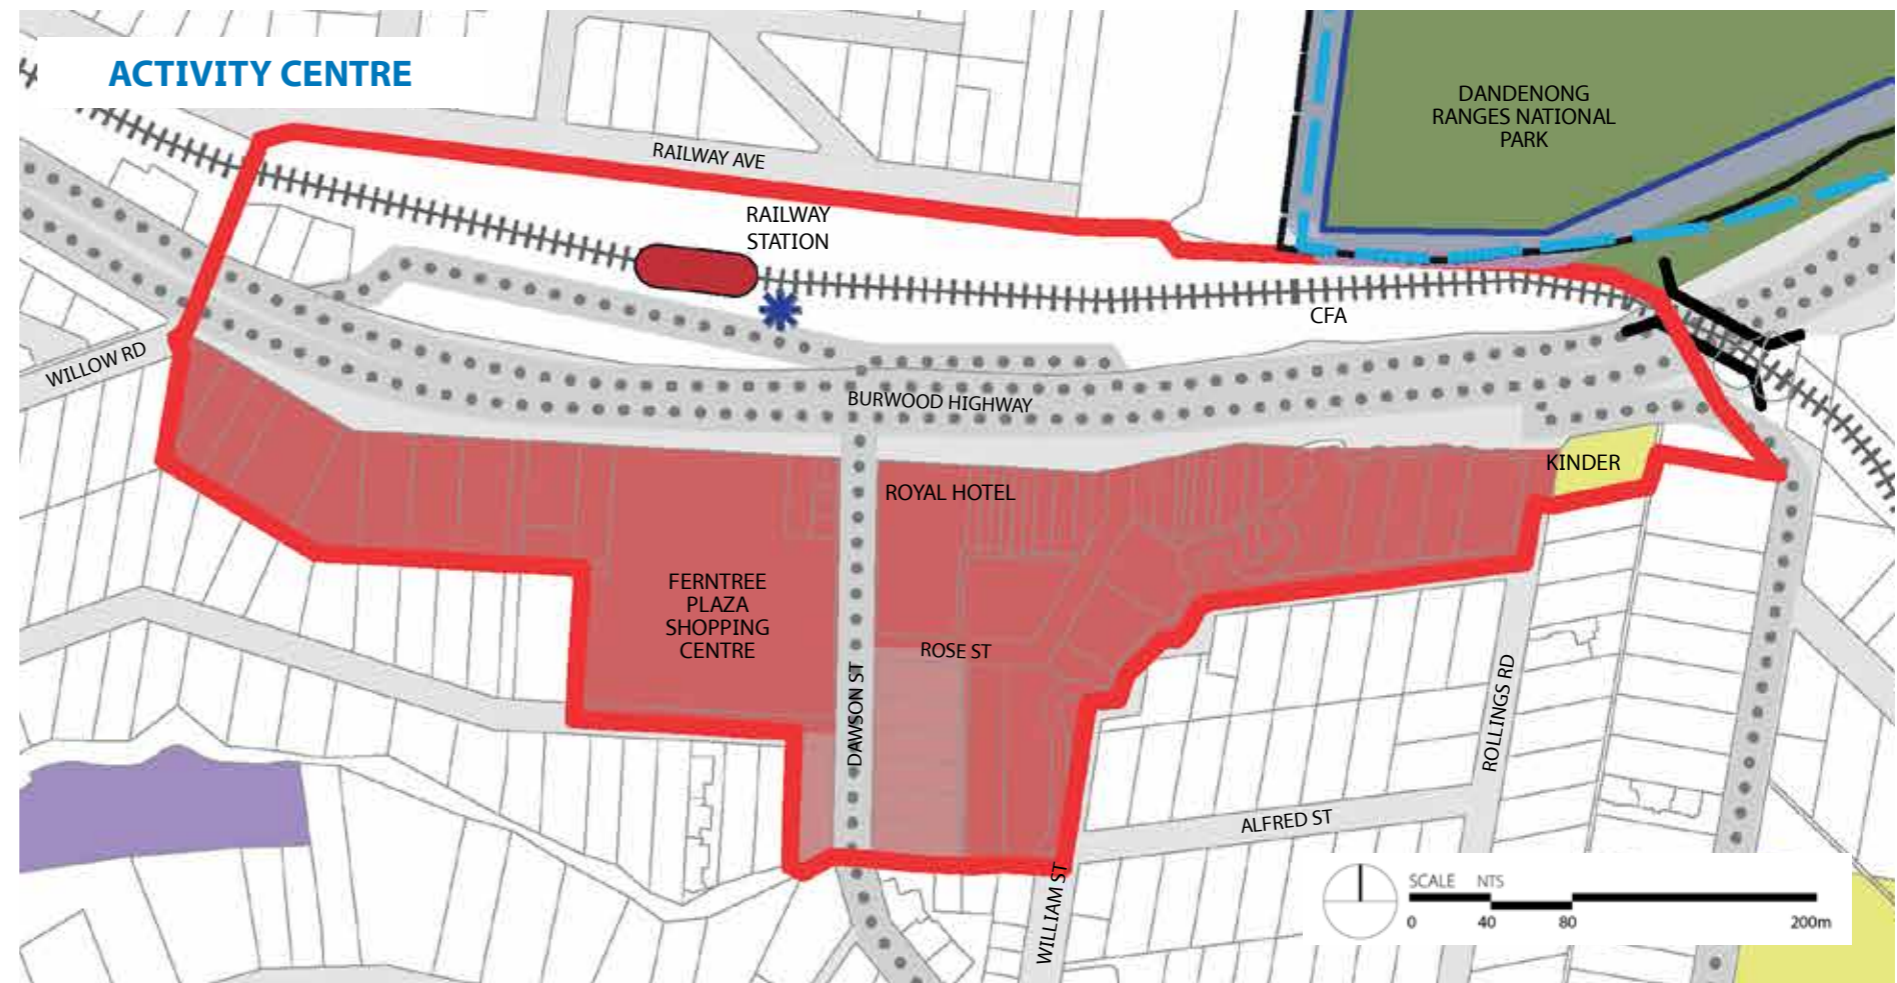 ACTIVITY CENTRE
DANDENONG
RANGES NATIONAL
PARK
RAILWAY AVE
RAILWAY
STATION
CFA
WILLOW RD
BURWOOD HIGHWAY
KINDER
ROYAL HOTEL
FERNTREE
PLAZA
SHOPPING
CENTRE
ROSE ST
DAWSON ST
ROLLINGS RD
ALFRED ST
WILLIAM ST
SCALE NTS
0 40 80 200m